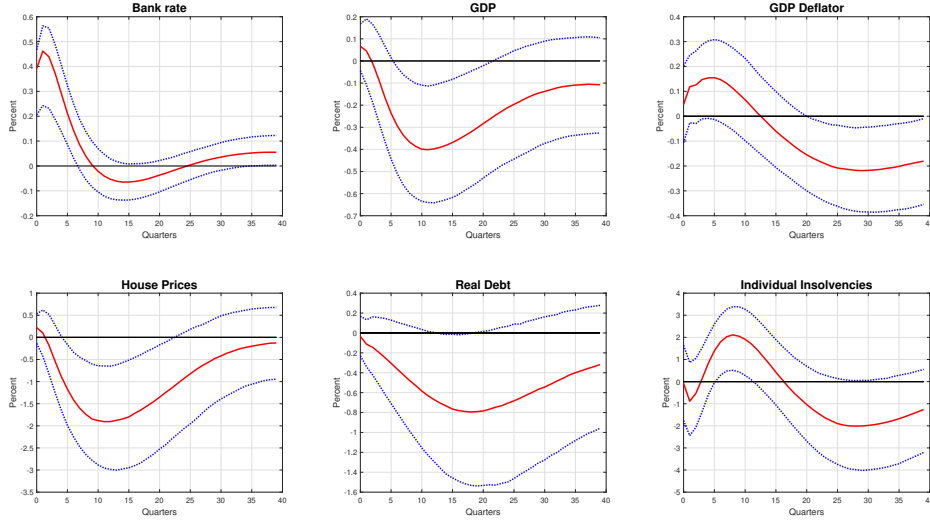 Bank rate
0.6
0.5
0.4
0.3
0.2
0.1
0
-0.1
-0.2
Percent
0 5 10 15 20 25 30 35 40
Quarters
GDP
0.2
0.1
0
-0.1
-0.2
-0.3
-0.4
-0.5
-0.6
-0.7
Percent
0 5 10 15 20 25 30 35 40
Quarters
GDP Deflator
0.4
0.3
0.2
0.1
0
-0.1
-0.2
-0.3
-0.4
Percent
0 5 10 15 20 25 30 35
Quarters
House Prices
1
0.5
0
-0.5
-1
-1.5
-2
-2.5
-3
-3.5
Percent
0 5 10 15 20 25 30 35 40
Quarters
Real Debt
0.4
0.2
0
-0.2
-0.4
-0.6
-0.8
-1
-1.2
-1.4
-1.6
Percent
0 5 10 15 20 25 30 35 40
Quarters
Individual Insolvencies
4
3
2
1
0
-1
-2
-3
-4
-5
Percent
0 5 10 15 20 25 30 35
Quarters